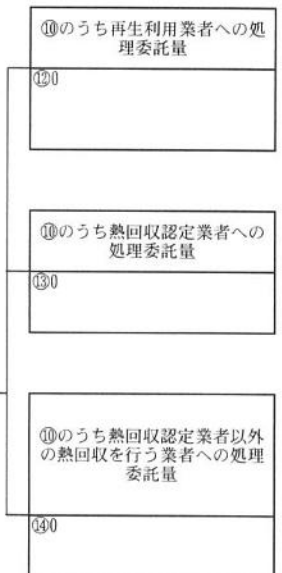 ⑩のうち再生利用業者への処
理委託量
⑫0
⑩のうち熱回収認定業者への
処理委託量
⑬0
⑩のうち熱回収認定業者以外
の熱回収を行う業者への処理
委託量
⑭0